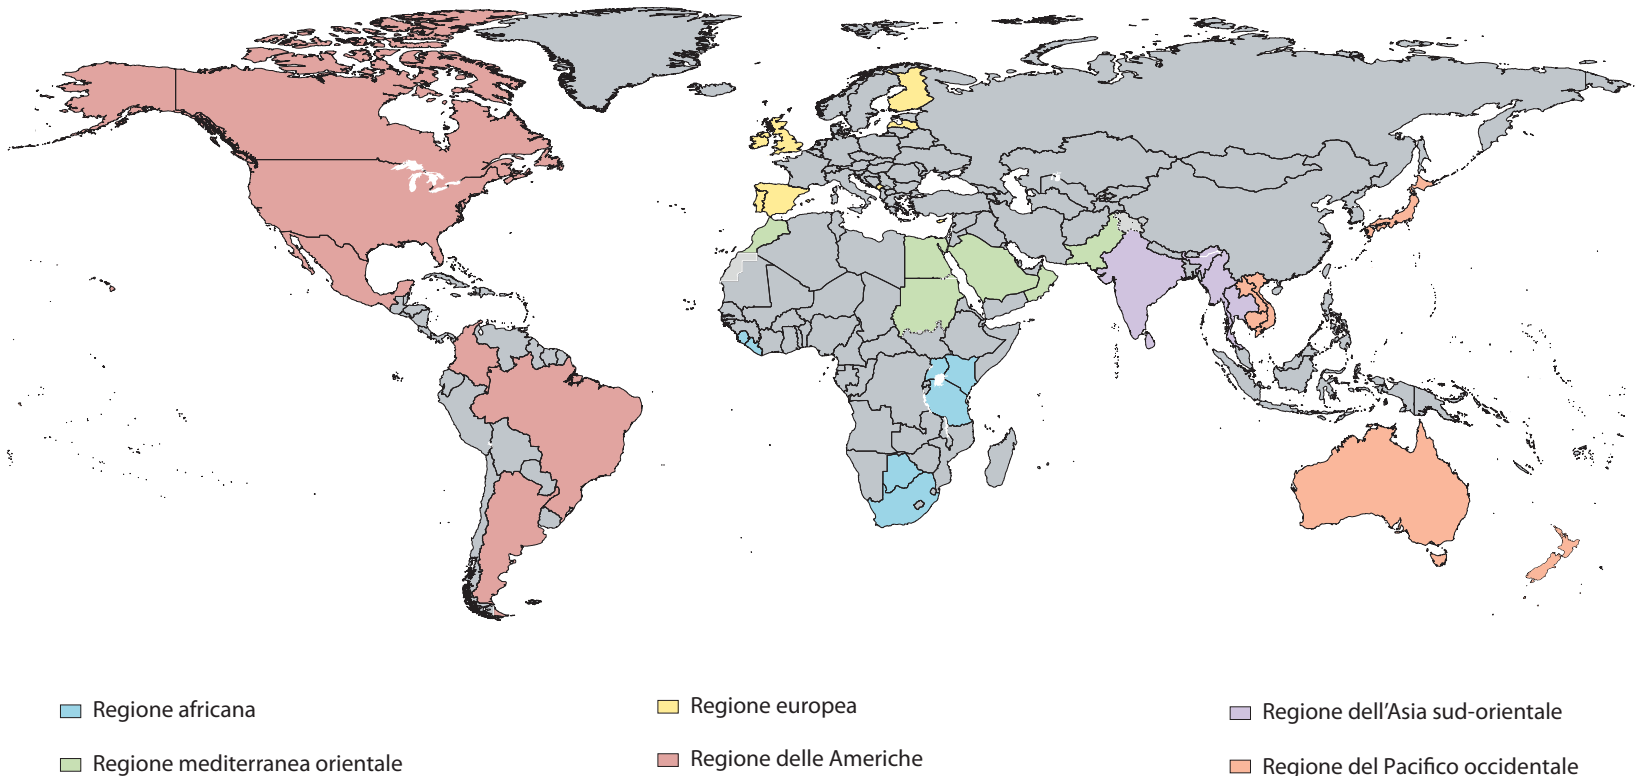 Regione africana
Regione mediterranea orientale
Regione europea
Regione delle Americhe
Regione dell'Asia sud-orientale
Regione del Pacifico occidentale